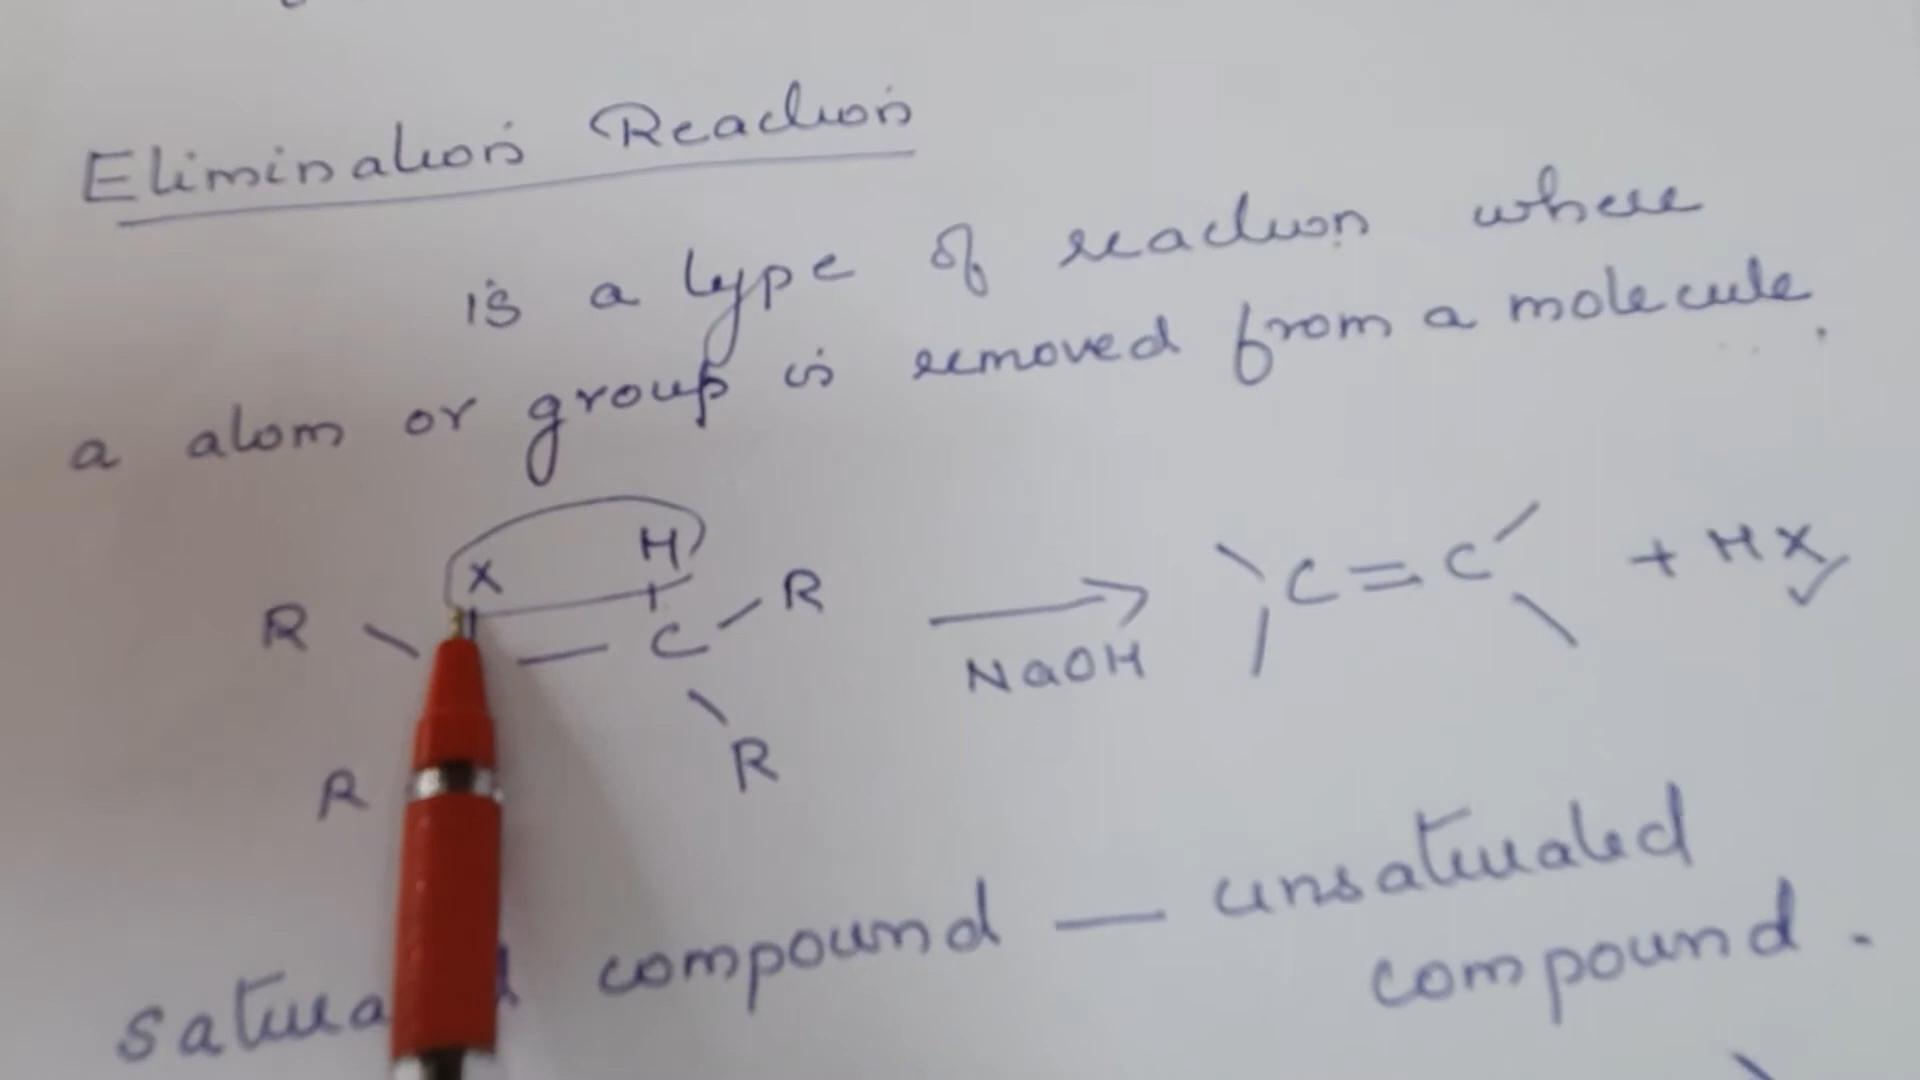 Elimination Reaction
is a type of reaction where
a atom or group is removed from a molecule.
X H
R — C R
NaOH
C = C + HX
R R
compound — unsaturated
compound.